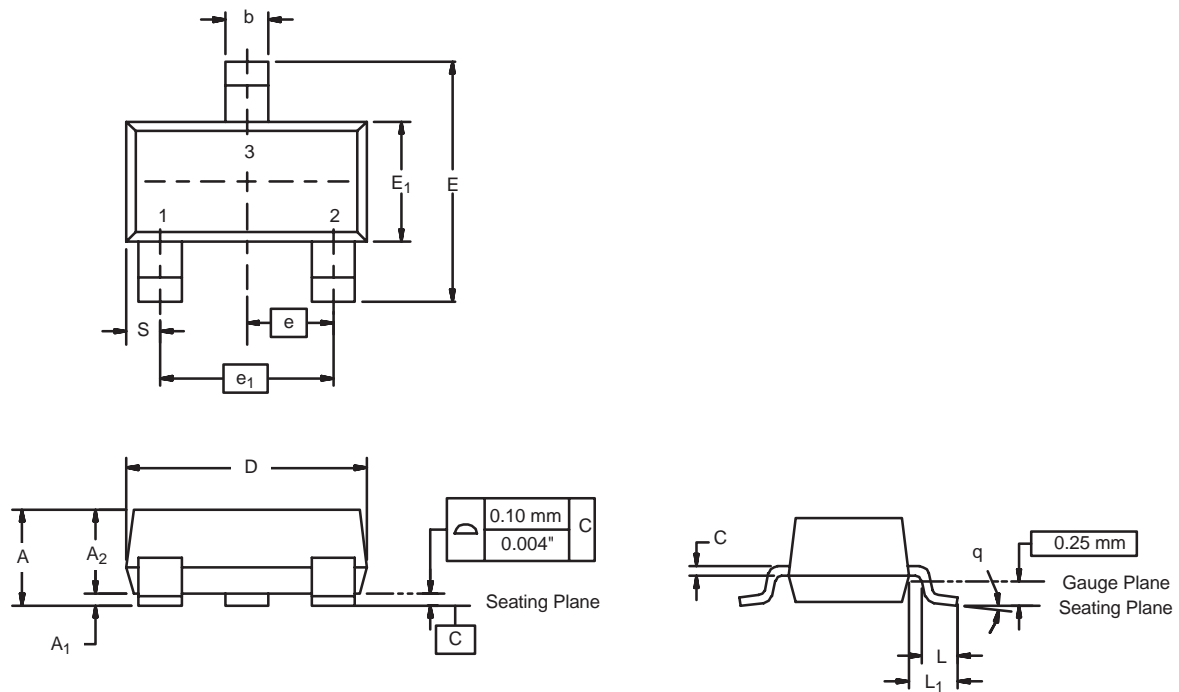 b
3
E1
E
1
2
S
e
e1
D
A
A2
0.10 mm
C
0.004"
Seating Plane
A1
C
C
q
0.25 mm
Gauge Plane
Seating Plane
L
L1